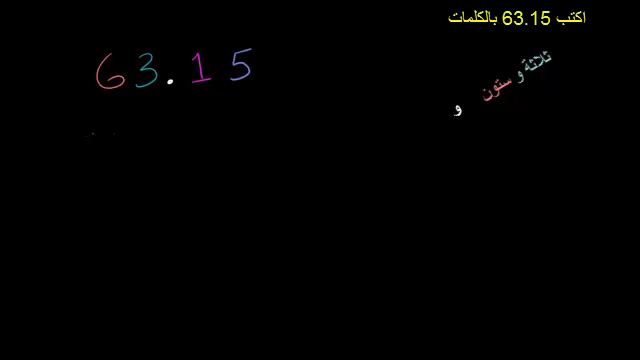 اكتب 63.15 بالكلمات
63.15
ثلاثة و ستون
و